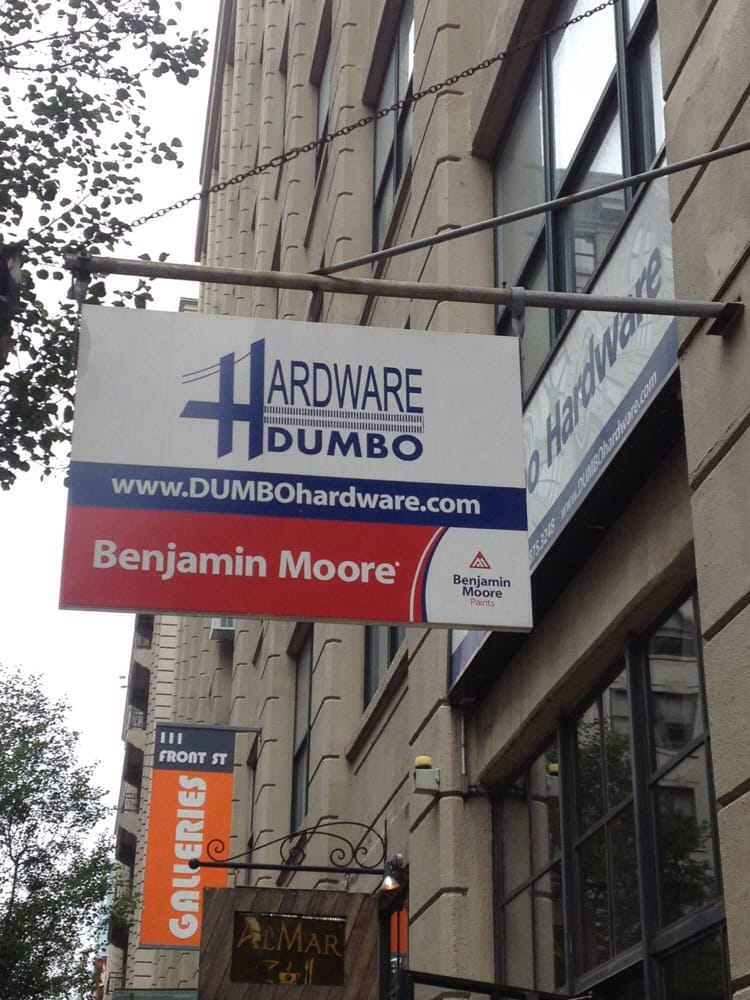 HARDWARE
DUMBO
www.DUMBOhardware.com
Benjamin Moore
Benjamin
Moore
Paints
Hardware
www.DUMBOhardware.com
111
FRONT ST
GALLERIES
ALMAR